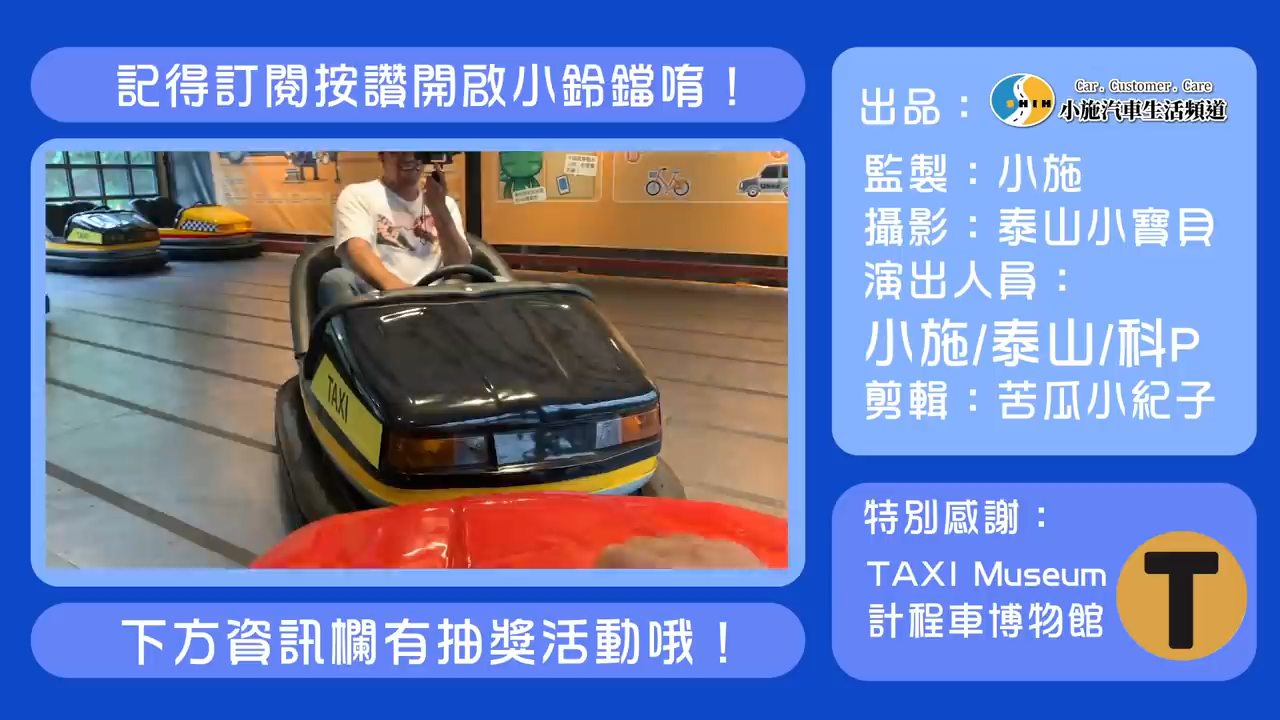 記得訂閱按讚開啟小鈴鐺唷！
TAXI
TAXI
下方資訊欄有抽獎活動哦！
出品：
SHIH
Car. Customer. Care
小施汽車生活頻道
監製：小施
攝影：泰山小寶貝
演出人員：
小施/泰山/科P
剪輯：苦瓜小紀子
特別感謝：
TAXI Museum
計程車博物館
T